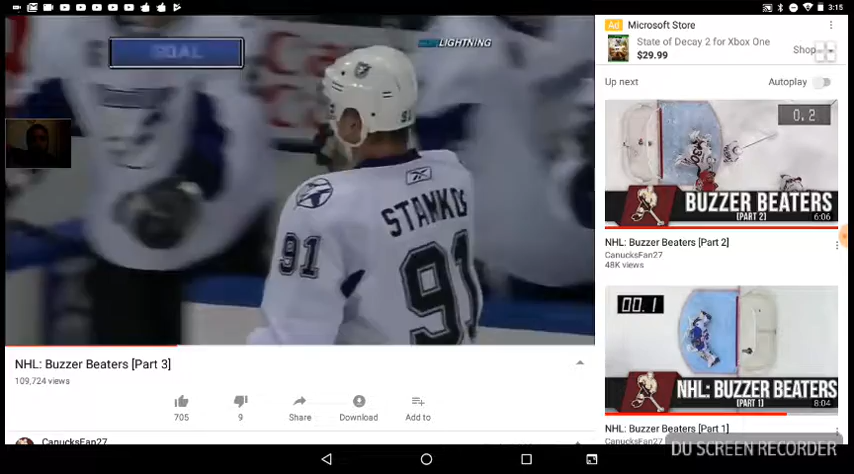 3:15
GOAL
LIGHTNING
91
STAMKOS
91
91
Ad Microsoft Store
State of Decay 2 for Xbox One
$29.99
Shop
Up next
Autoplay
0.2
BUZZER BEATERS
[PART 2]
6:06
NHL: Buzzer Beaters [Part 2]
CanucksFan27
48K views
00.1
NHL: BUZZER BEATERS
[PART 1]
8:04
NHL: Buzzer Beaters [Part 1]
CanucksFan27
NHL: Buzzer Beaters [Part 3]
109,724 views
705
9
Share
Download
Add to
CanucksFan27
DU SCREEN RECORDER